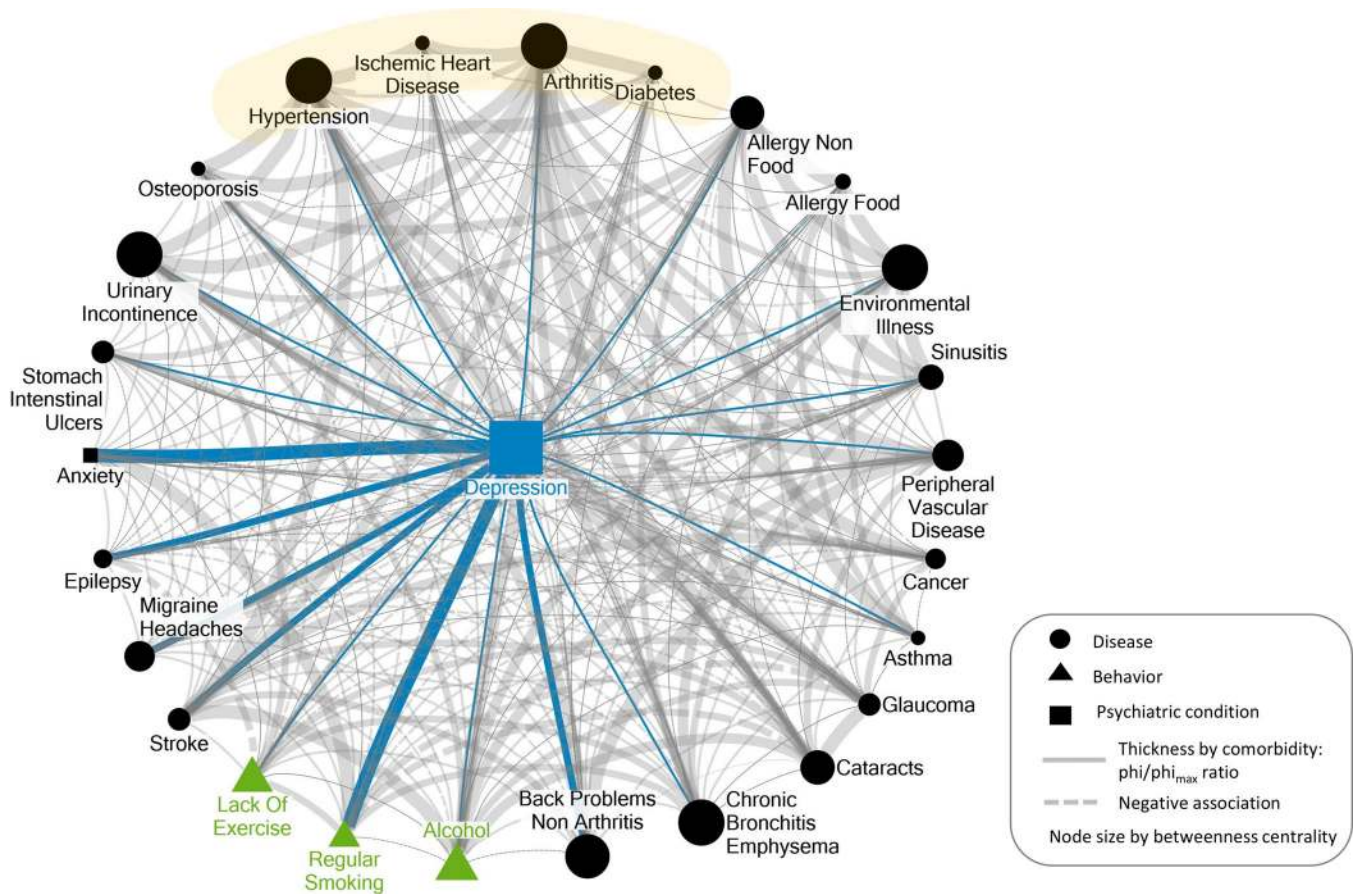 Ischemic Heart
Disease
Arthritis
Diabetes
Hypertension
Allergy Non
Food
Osteoporosis
Allergy Food
Urinary
Incontinence
Environmental
Illness
Sinusitis
Stomach
Intenstinal
Ulcers
Anxiety
Depression
Peripheral
Vascular
Disease
Epilepsy
Cancer
Migraine
Headaches
Asthma
Stroke
Glaucoma
Cataracts
Lack Of
Exercise
Regular
Smoking
Alcohol
Back Problems
Non Arthritis
Chronic
Bronchitis
Emphysema
Disease
Behavior
Psychiatric condition
Thickness by comorbidity:
phi/phimax ratio
Negative association
Node size by betweenness centrality